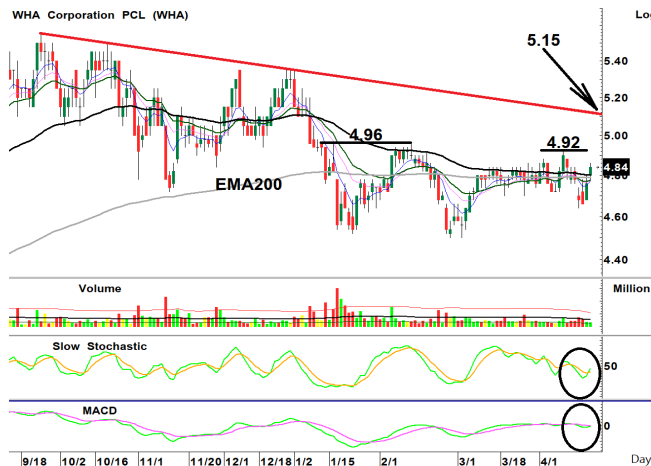 WHA Corporation PCL (WHA)
Log
5.15
5.40
5.20
4.96
4.92
5.00
4.84
4.80
EMA200
4.60
4.40
Volume
Million
Slow Stochastic
50
MACD
0
9/18 10/2 10/16 11/1 11/20 12/1 12/18 1/2 1/15 2/1 3/1 3/18 4/1 Day